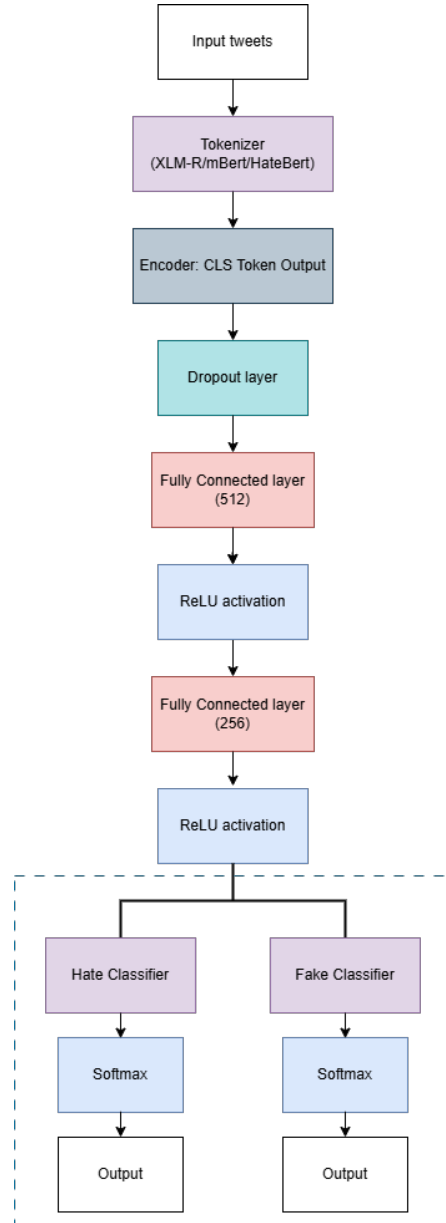 Input tweets
Tokenizer
(XLM-R/mBert/HateBert)
Encoder: CLS Token Output
Dropout layer
Fully Connected layer
(512)
ReLU activation
Fully Connected layer
(256)
ReLU activation
Hate Classifier
Fake Classifier
Softmax
Softmax
Output
Output